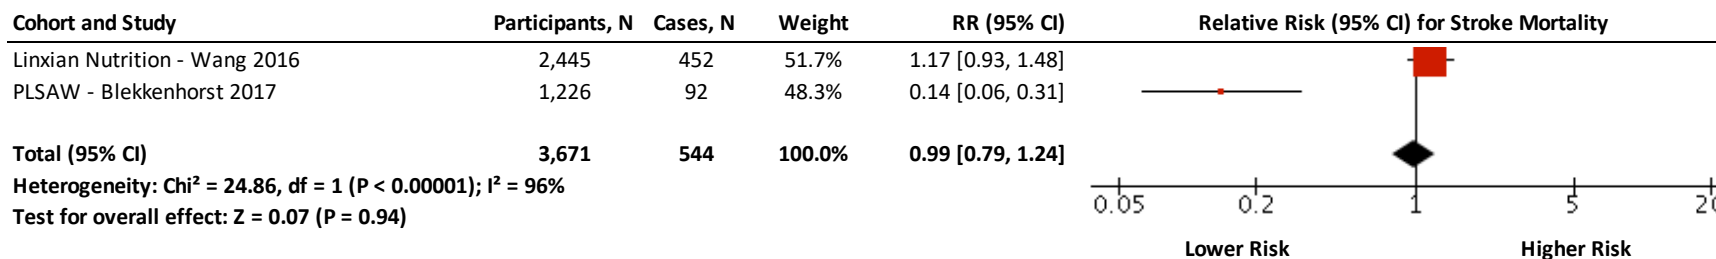 Cohort and Study Participants, N Cases, N Weight RR (95% CI) Relative Risk (95% CI) for Stroke Mortality
Linxian Nutrition - Wang 2016 2,445 452 51.7% 1.17 [0.93, 1.48]
PLSAW - Blekkenhorst 2017 1,226 92 48.3% 0.14 [0.06, 0.31]
Total (95% CI) 3,671 544 100.0% 0.99 [0.79, 1.24]
Heterogeneity: Chi² = 24.86, df = 1 (P < 0.00001); I² = 96%
0.05 0.2 1 5 20
Test for overall effect: Z = 0.07 (P = 0.94)
Lower Risk Higher Risk